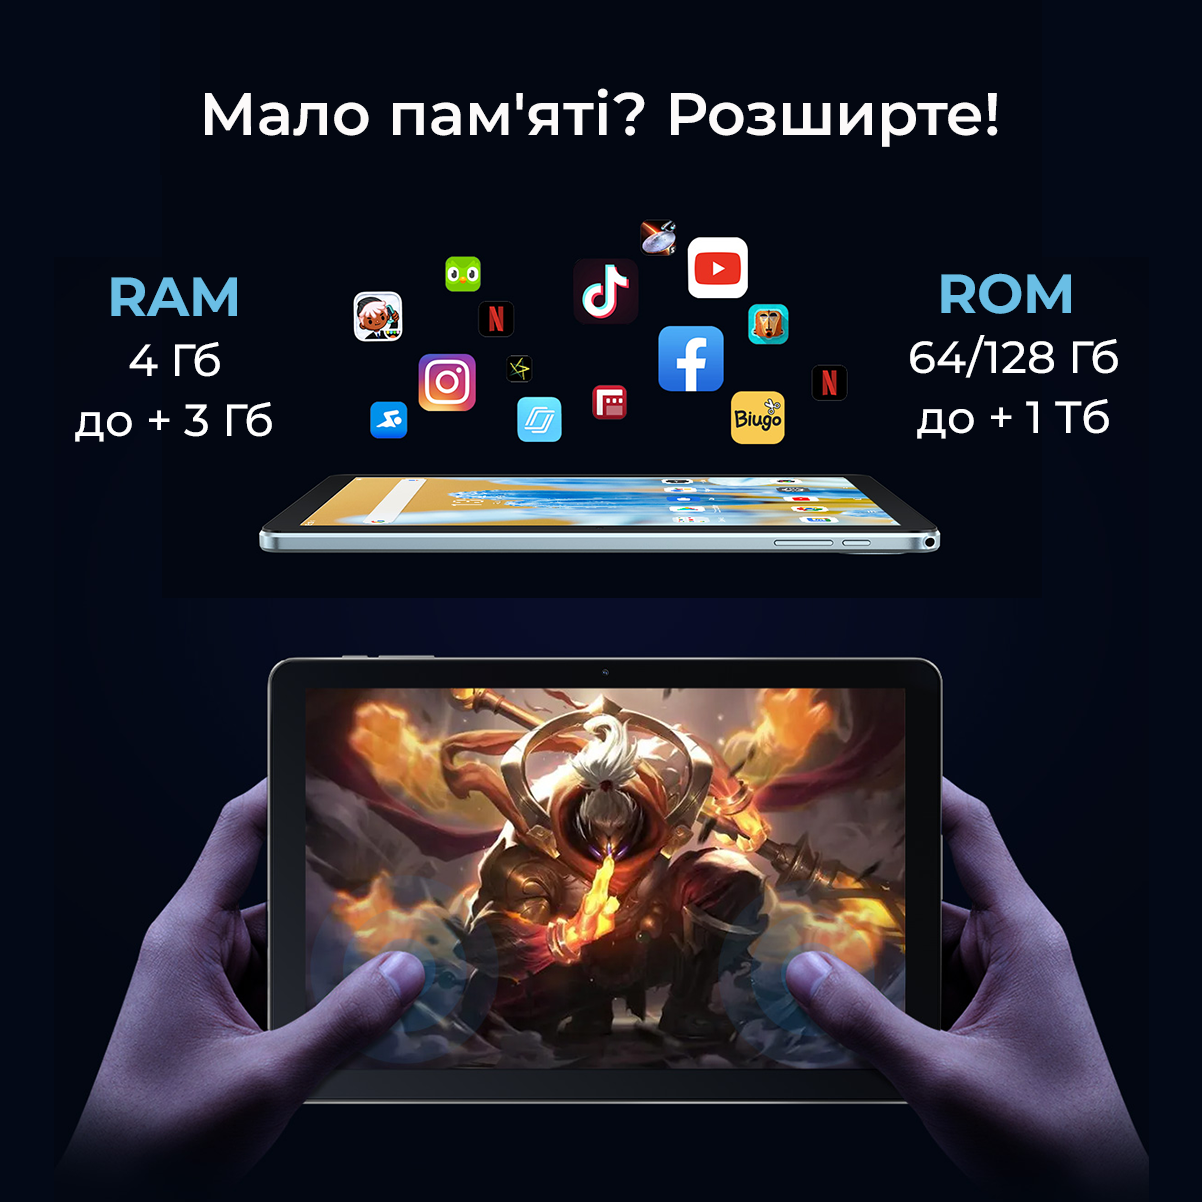 Мало пам'яті? Розширте!
RAM
4 Гб
до + 3 Гб
ROM
64/128 Гб
до + 1 Тб
N
N
Biugo